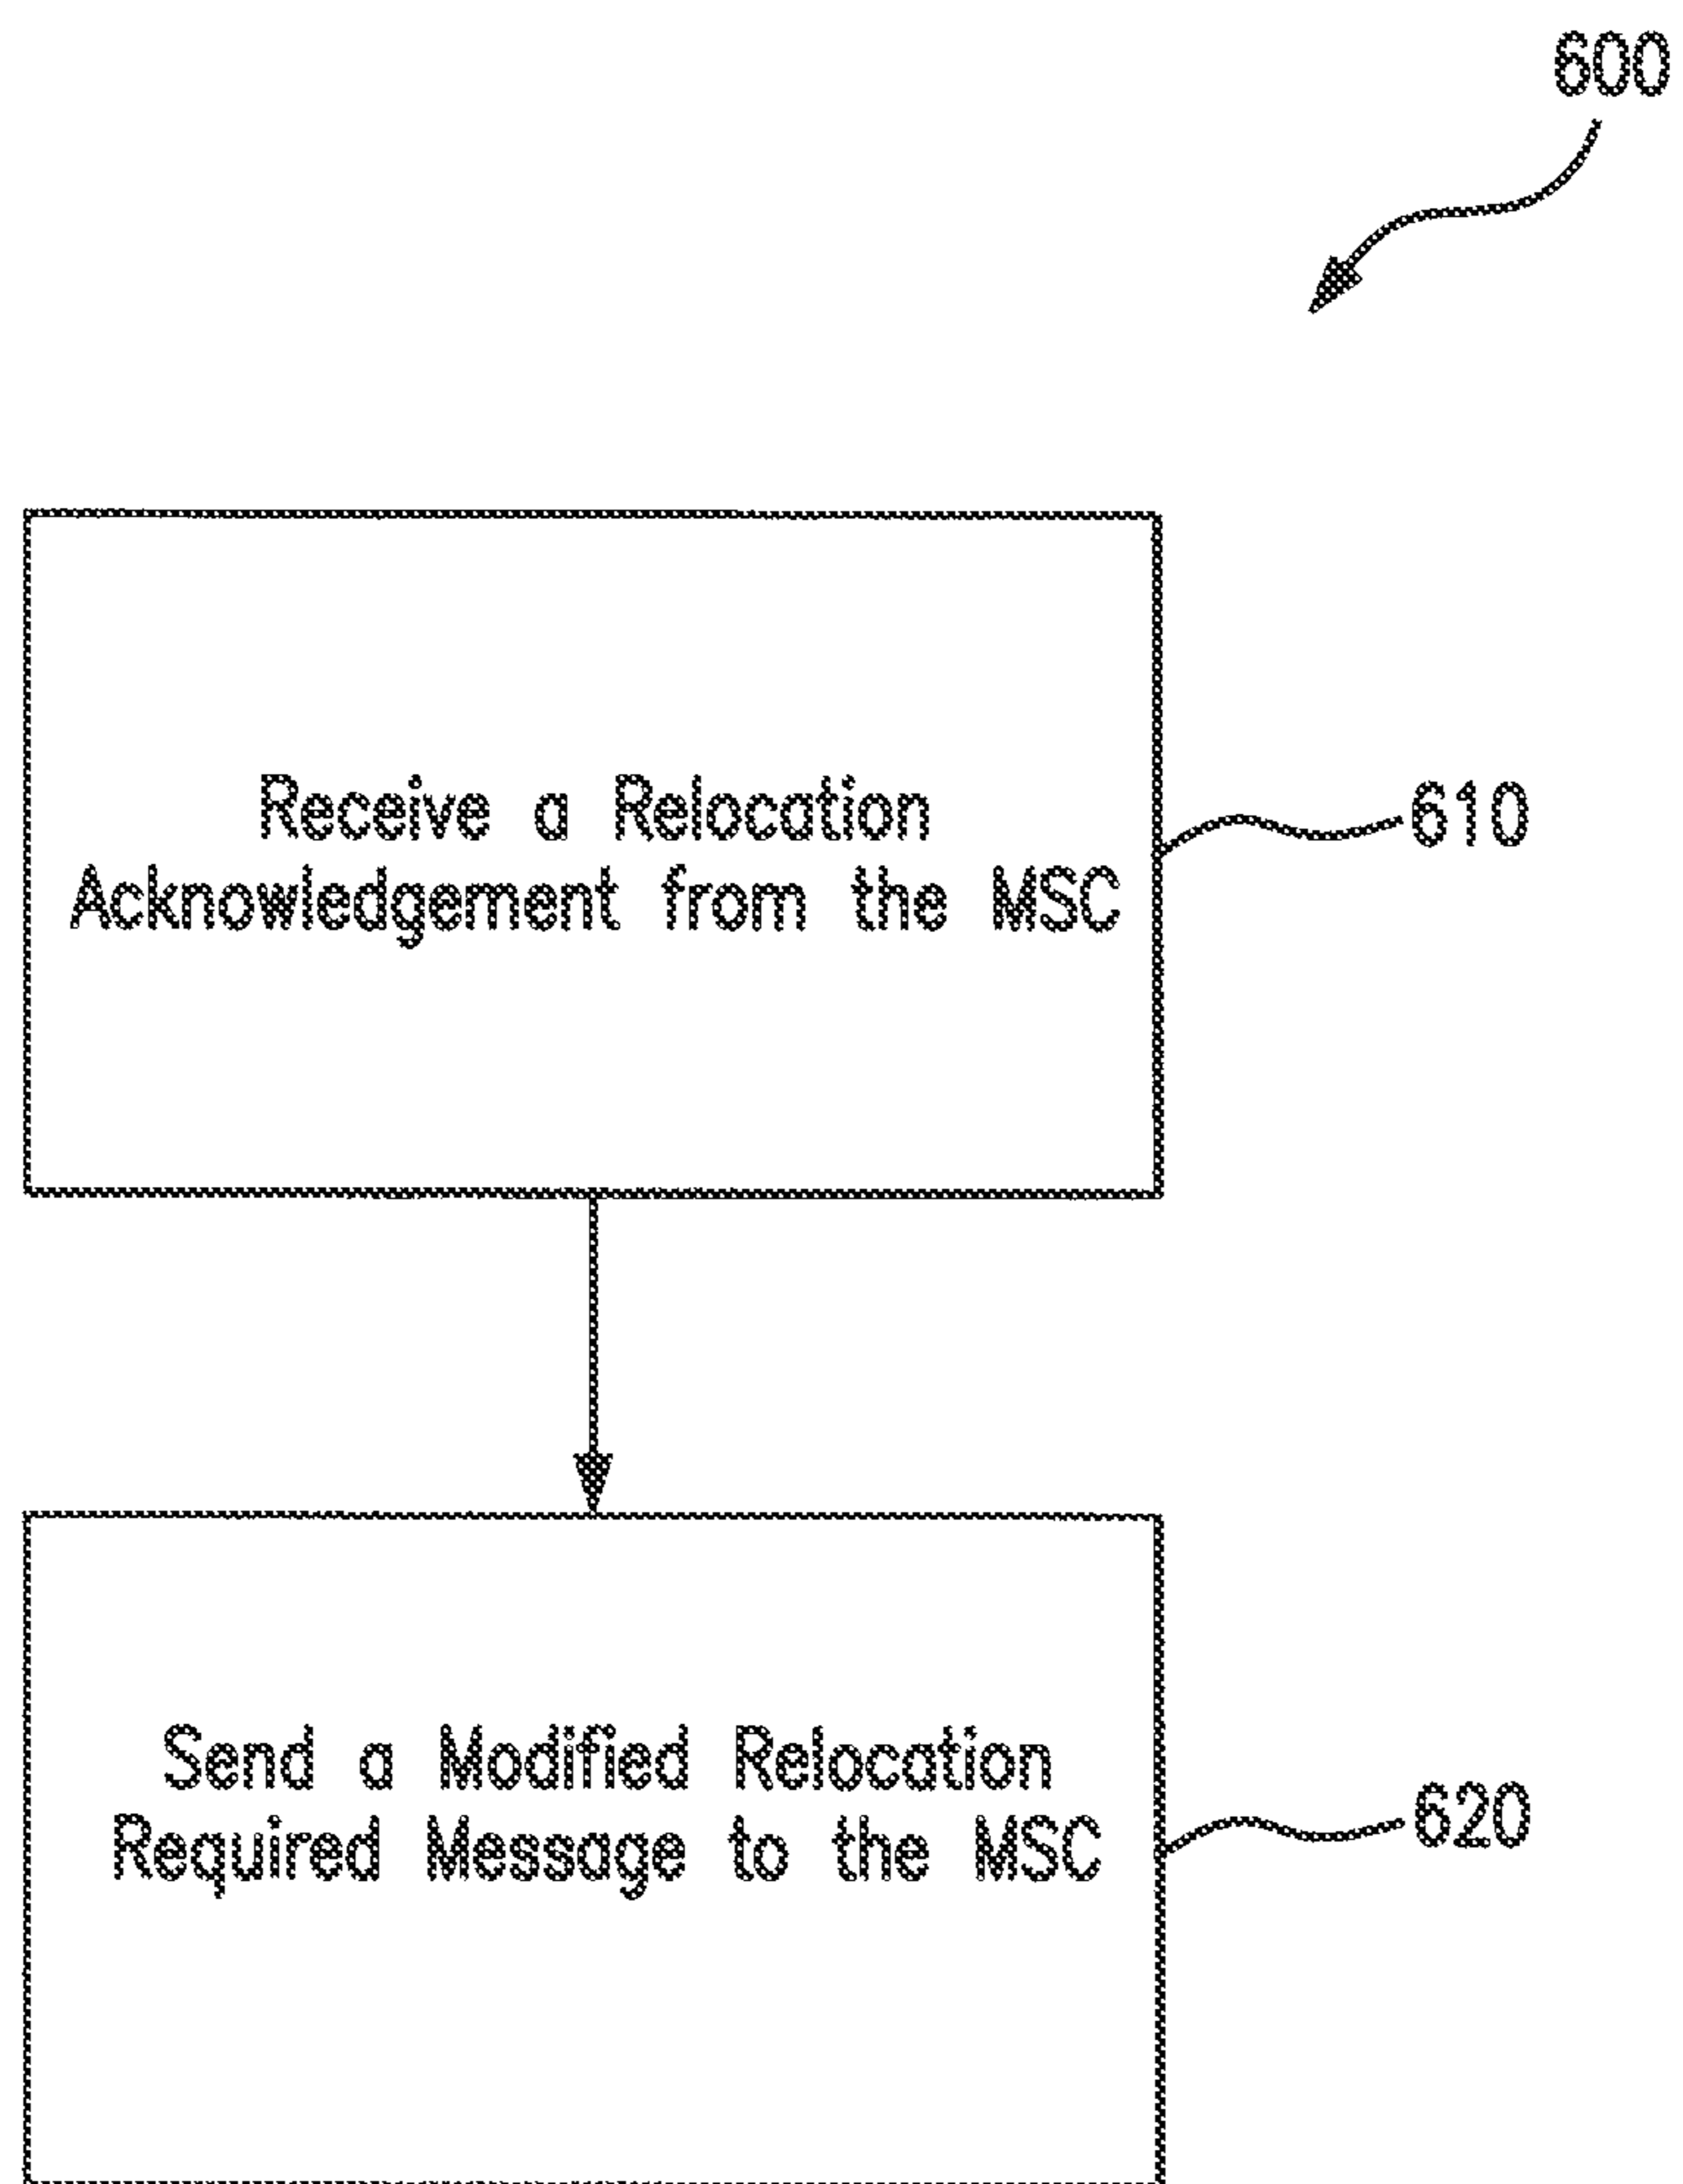 600
Receive a Relocation
Acknowledgement from the MSC
610
Send a Modified Relocation
Required Message to the MSC
620